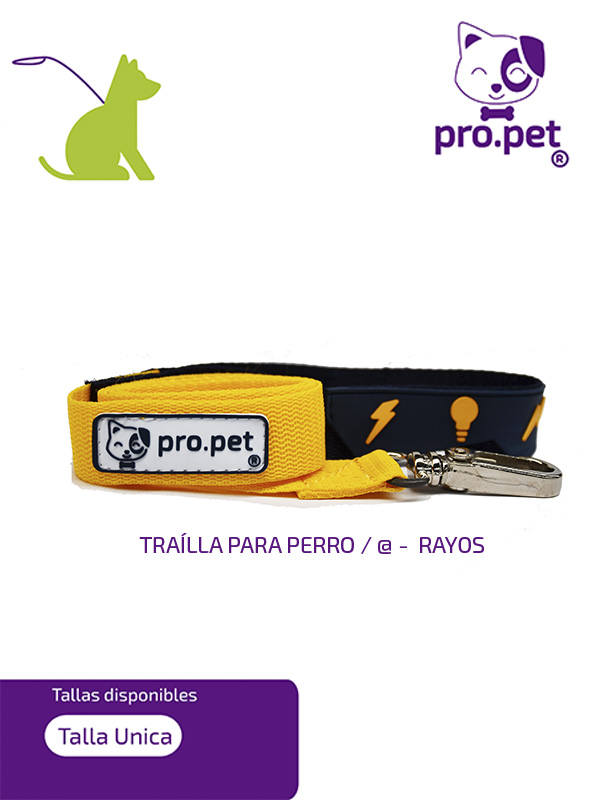 pro.pet
®
pro.pet
®
TRAÍLLA PARA PERRO / @ - RAYOS
Tallas disponibles
Talla Unica